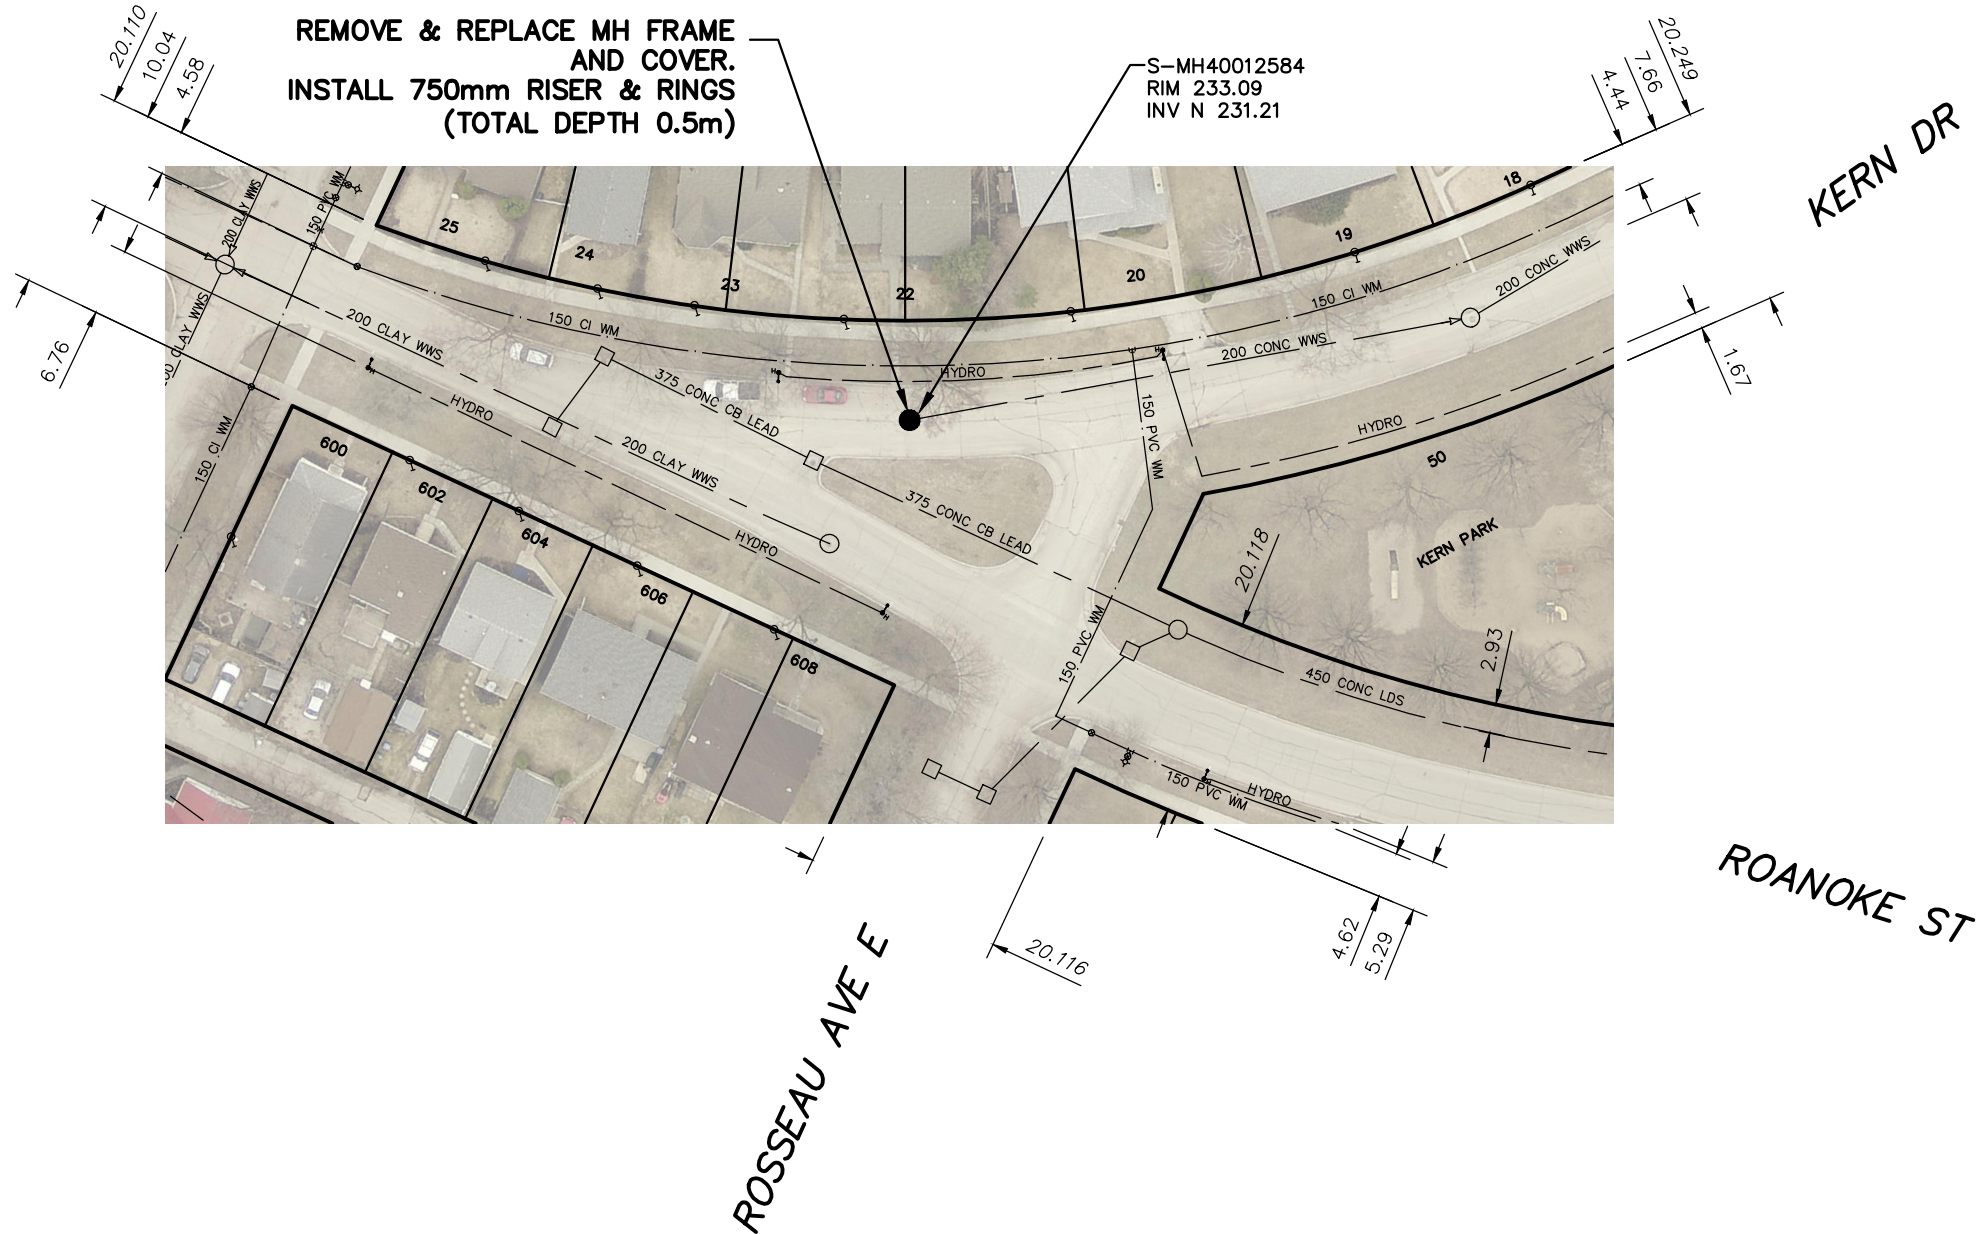 20.110
10.04
4.58
REMOVE & REPLACE MH FRAME
AND COVER.
INSTALL 750mm RISER & RINGS
(TOTAL DEPTH 0.5m)
S-MH40012584
RIM 233.09
INV N 231.21
4.44
7.66
20.249
KERN DR
200 CLAY WWS
150 PVC WM
25
24
23
22
20
19
18
200 CONC WWS
150 CI WM
150 CI WM
200 CONC WWS
HYDRO
200 CLAY WWS
CLAY WWS
375 CONC CB LEAD
HYDRO
6.76
1.67
150 CI WM
600
602
604
606
608
200 CLAY WWS
HYDRO
375 CONC CB LEAD
150 PVC WM
HYDRO
50
KERN PARK
20.118
2.93
150 PVC WM
450 CONC LDS
150 PVC WM
HYDRO
ROANOKE ST
4.62
5.29
20.116
ROSSEAU AVE E